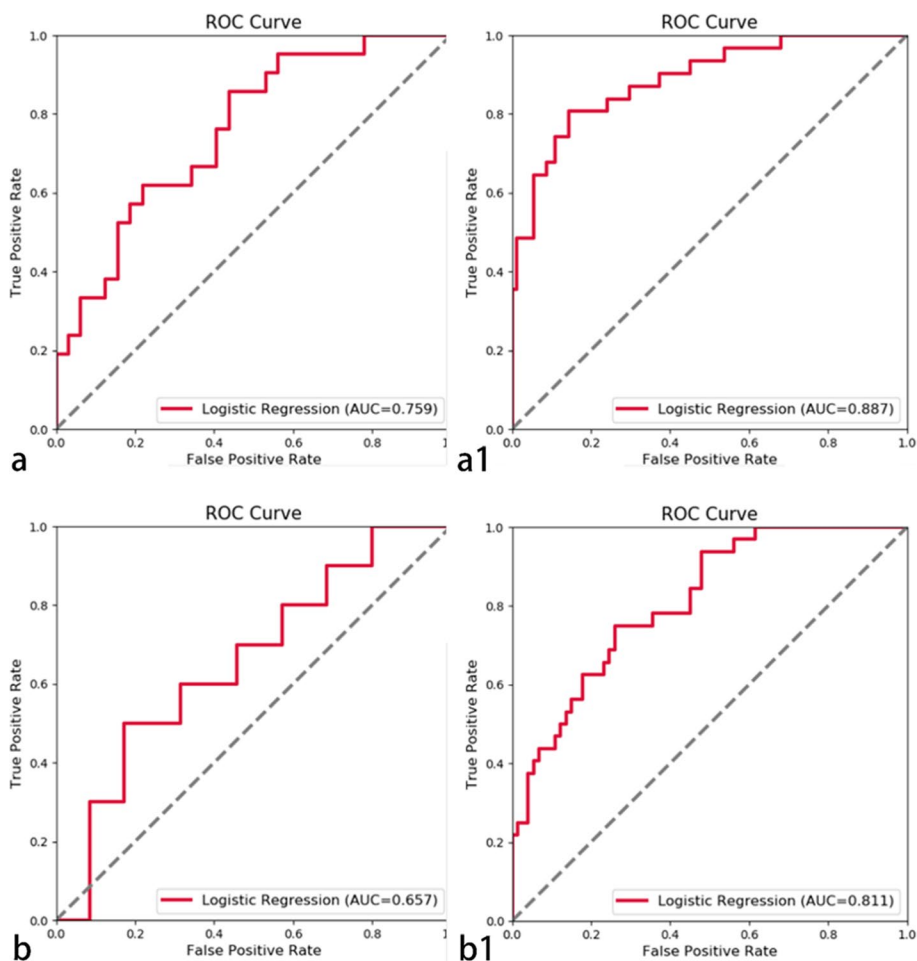 ROC Curve
1.0
0.8
0.6
0.4
0.2
0.0
True Positive Rate
Logistic Regression (AUC=0.759)
0.0 0.2 0.4 0.6 0.8 1
False Positive Rate
a
ROC Curve
1.0
0.8
0.6
0.4
0.2
0.0
True Positive Rate
Logistic Regression (AUC=0.887)
0.0 0.2 0.4 0.6 0.8 1.0
False Positive Rate
a1
ROC Curve
1.0
0.8
0.6
0.4
0.2
0.0
True Positive Rate
Logistic Regression (AUC=0.657)
0.0 0.2 0.4 0.6 0.8 1
False Positive Rate
b
ROC Curve
1.0
0.8
0.6
0.4
0.2
0.0
True Positive Rate
Logistic Regression (AUC=0.811)
0.0 0.2 0.4 0.6 0.8 1.0
False Positive Rate
b1